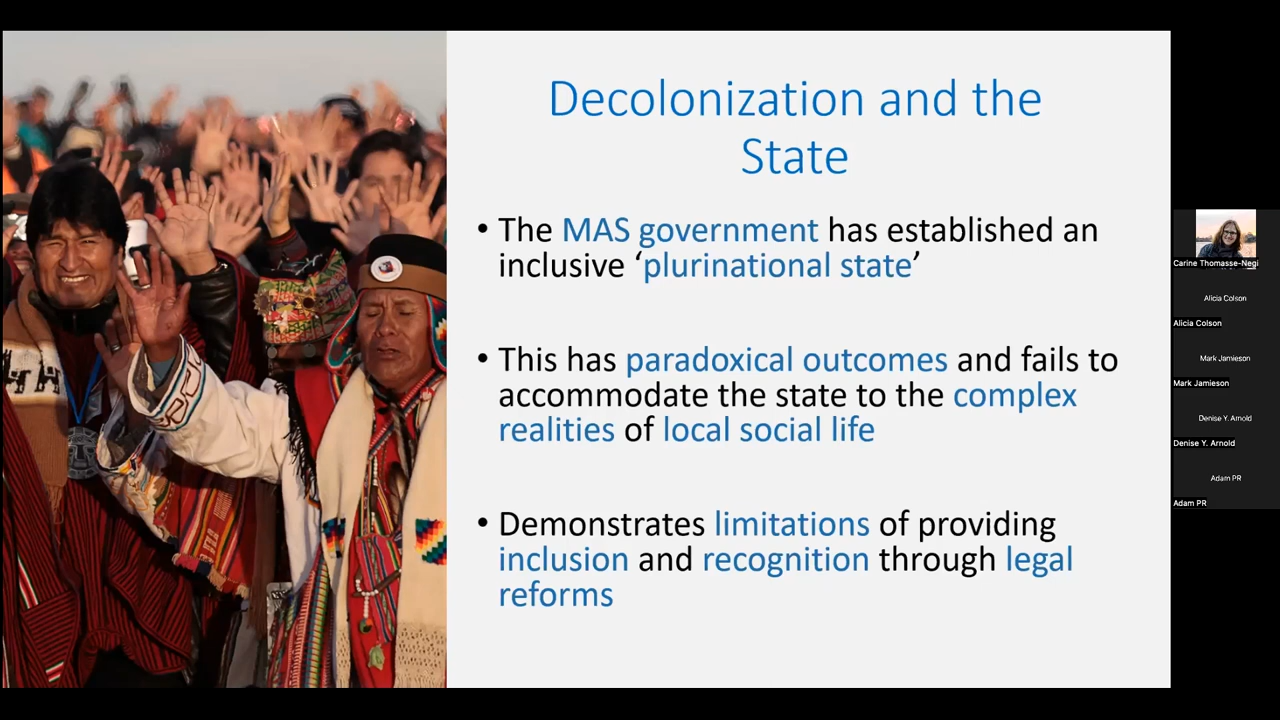 Decolonization and the
State
• The MAS government has established an
inclusive ‘plurinational state’
• This has paradoxical outcomes and fails to
accommodate the state to the complex
realities of local social life
• Demonstrates limitations of providing
inclusion and recognition through legal
reforms
Carine Thomasse-Negi
Alicia Colson
Alicia Colson
Mark Jamieson
Mark Jamieson
Denise Y. Arnold
Denise Y. Arnold
Adam PR
Adam PR